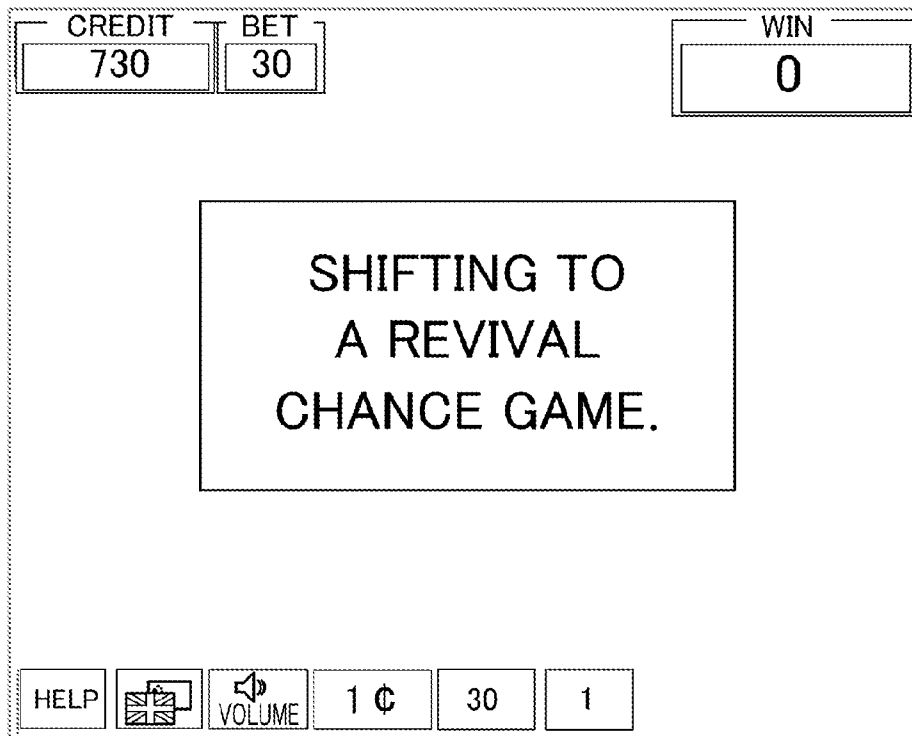 CREDIT BET WIN
730 30 0
SHIFTING TO
A REVIVAL
CHANCE GAME.
HELP VOLUME 1 ¢ 30 1